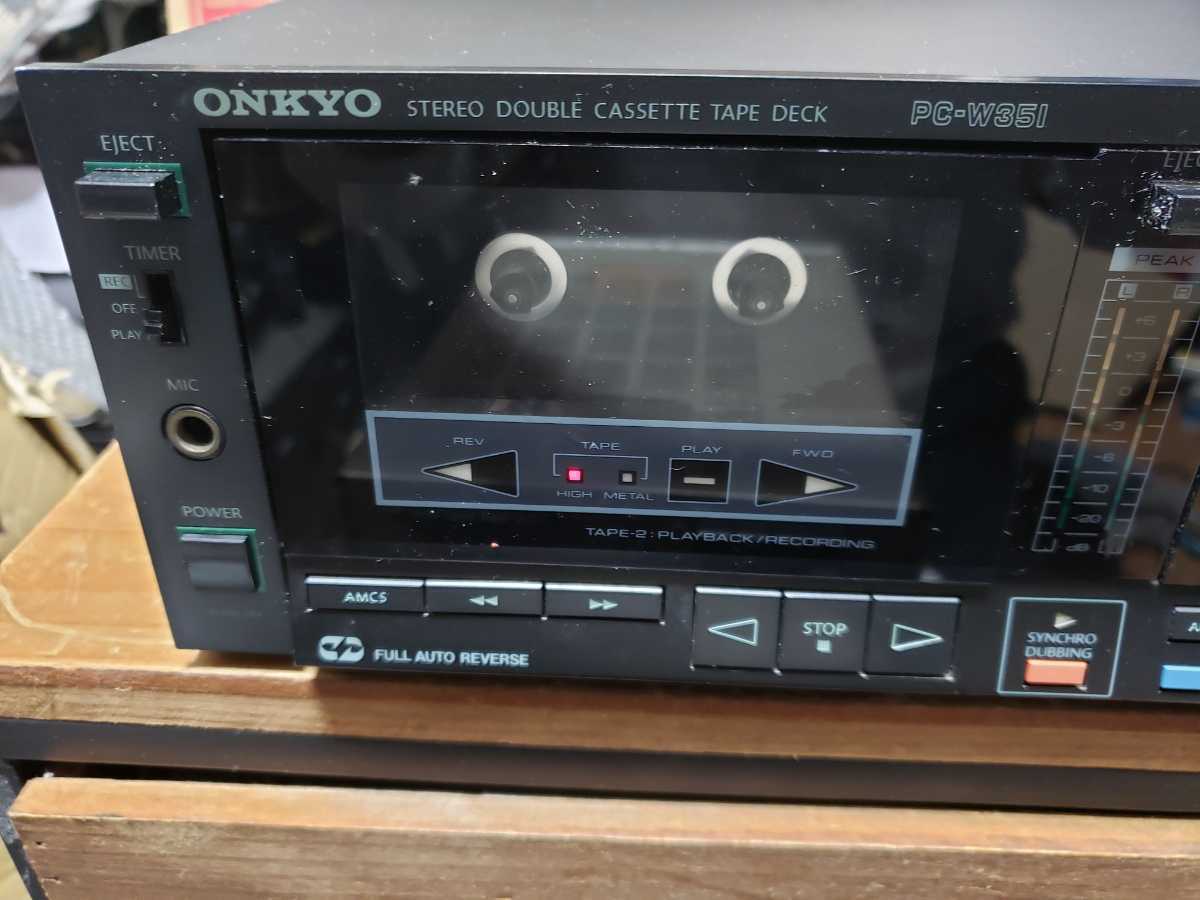 ONKYO STEREO DOUBLE CASSETTE TAPE DECK PC-W351
EJECT
TIMER
REC
OFF
PLAY
MIC
POWER
REV
TAPE
HIGH METAL
PLAY
FWD
TAPE-2: PLAYBACK/RECORDING
AMCS
STOP
FULL AUTO REVERSE
SYNCHRO
DUBBING
PEAK
L R
+6
+3
0
-3
-6
-10
-20
dB